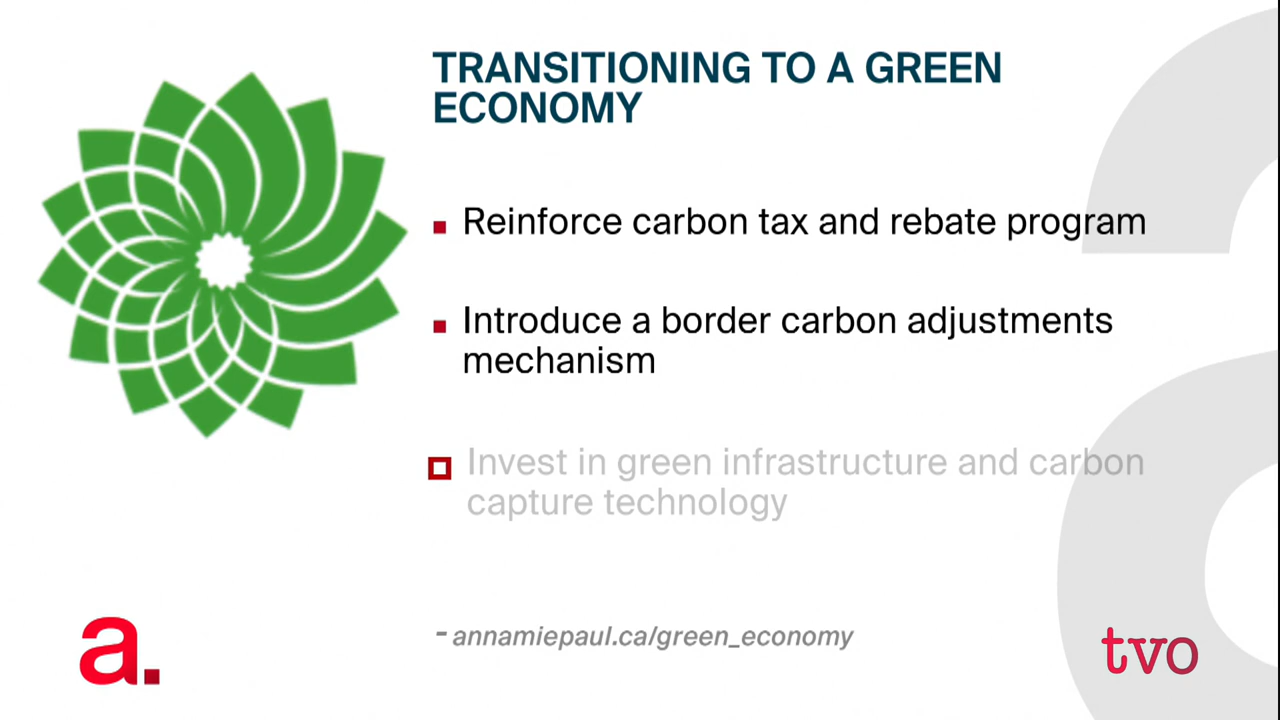 TRANSITIONING TO A GREEN
ECONOMY
Reinforce carbon tax and rebate program
Introduce a border carbon adjustments
mechanism
Invest in green infrastructure and carbon
capture technology
- annamiepaul.ca/green_economy
a.
tvo